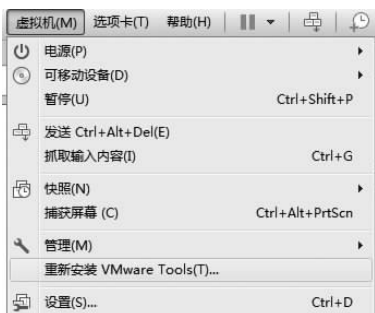 虚拟机(M) 选项卡(T) 帮助(H)
电源(P)
可移动设备(D)
暂停(U) Ctrl+Shift+P
发送 Ctrl+Alt+Del(E)
抓取输入内容(I) Ctrl+G
快照(N)
捕获屏幕 (C) Ctrl+Alt+PrtScn
管理(M)
重新安装 VMware Tools(T)...
设置(S)... Ctrl+D